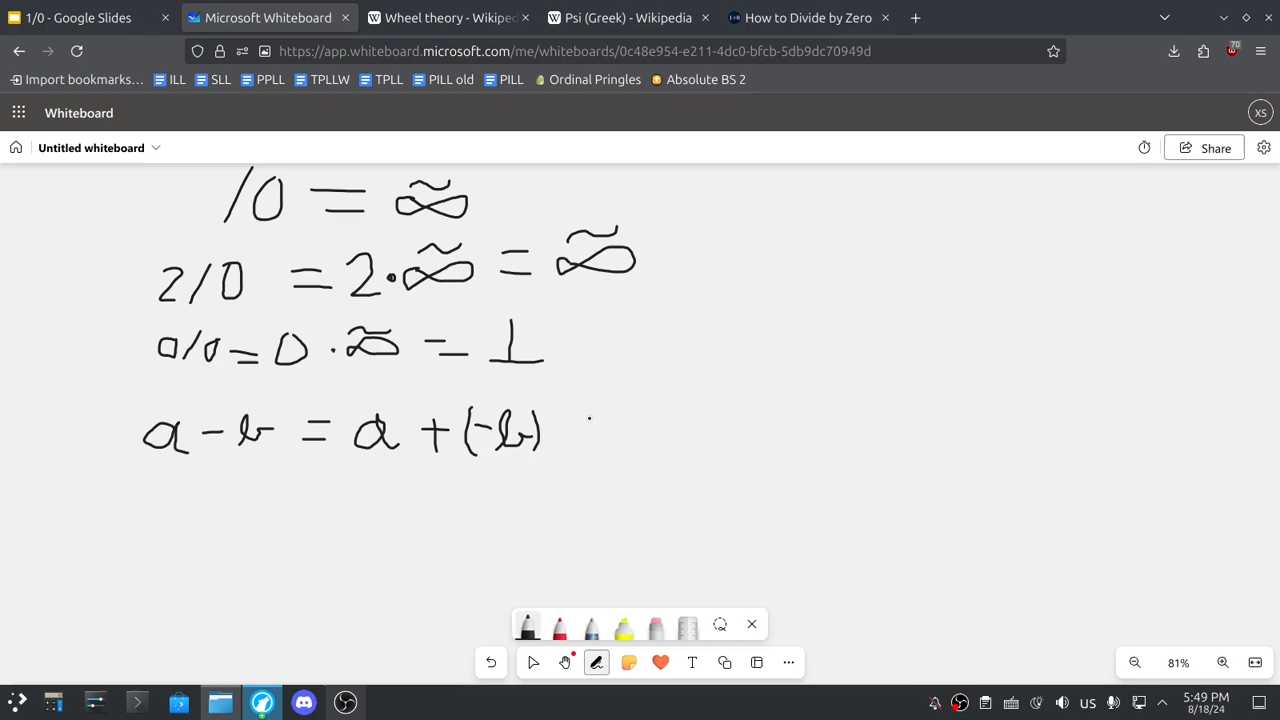 1/0 - Google Slides
Microsoft Whiteboard
Wheel theory - Wikiped
Psi (Greek) - Wikipedia
How to Divide by Zero
https://app.whiteboard.microsoft.com/me/whiteboards/0c48e954-e211-4dc0-bfcb-5db9dc70949d
70
Import bookmarks...
ILL
SLL
PPLL
TPLLW
TPLL
PILL old
PILL
Ordinal Pringles
Absolute BS 2
Whiteboard
XS
Untitled whiteboard
Share
/0 = ∞̃
2/0 = 2·∞̃ = ∞̃
0/0 = 0·∞̃ = ⊥
a - b = a + (-b)
81%
US
5:49 PM
8/18/24